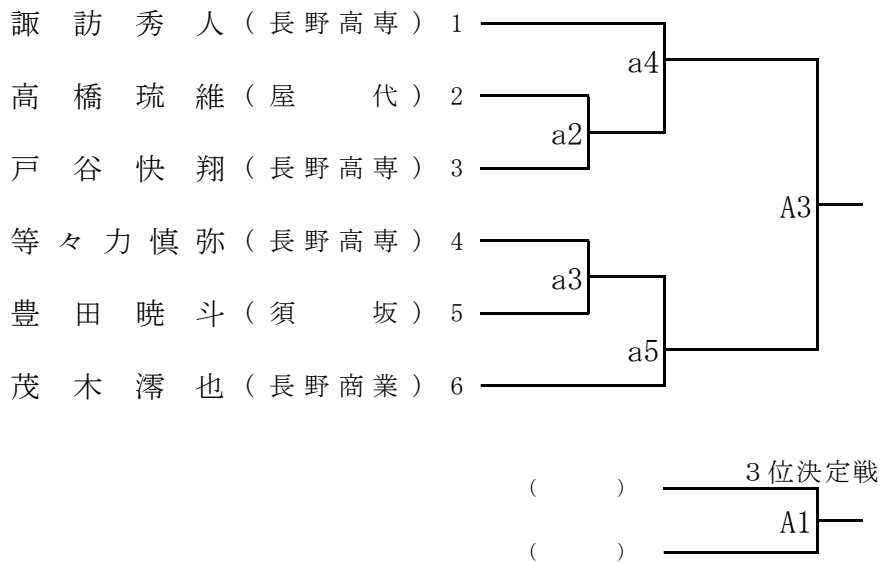 諏訪秀人(長野高専) 1
a4
高橋琉維(屋代) 2
a2
戸谷快翔(長野高専) 3
A3
等々力慎弥(長野高専) 4
a3
豊田暁斗(須坂) 5
a5
茂木澪也(長野商業) 6
3位決定戦
( )
A1
( )